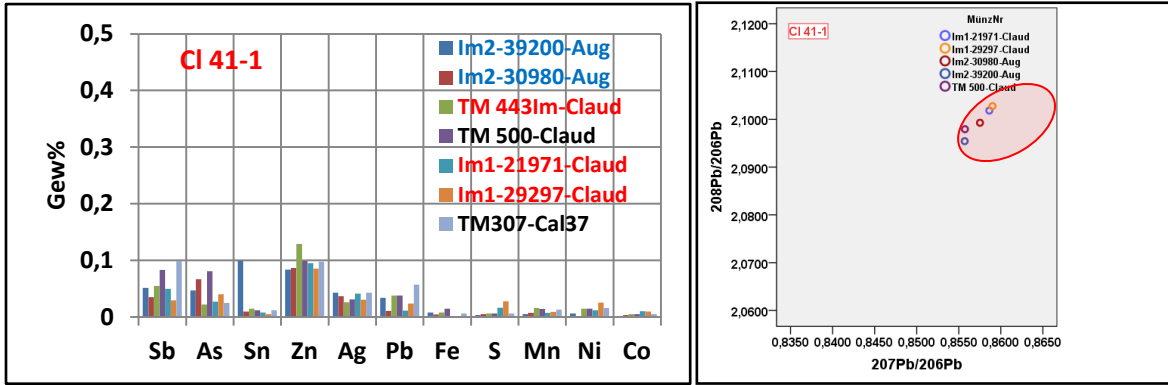 0,5
0,4
0,3
0,2
0,1
0
Gew%
Cl 41-1
Im2-39200-Aug
Im2-30980-Aug
TM 443Im-Claud
TM 500-Claud
Im1-21971-Claud
Im1-29297-Claud
TM307-Cal37
Sb As Sn Zn Ag Pb Fe S Mn Ni Co
2,1200
2,1100
2,1000
2,0900
2,0800
2,0700
2,0600
208Pb/206Pb
Cl 41-1
MünzNr
Im1-21971-Claud
Im1-29297-Claud
Im2-30980-Aug
Im2-39200-Aug
TM 500-Claud
0,8350 0,8400 0,8450 0,8500 0,8550 0,8600 0,8650
207Pb/206Pb